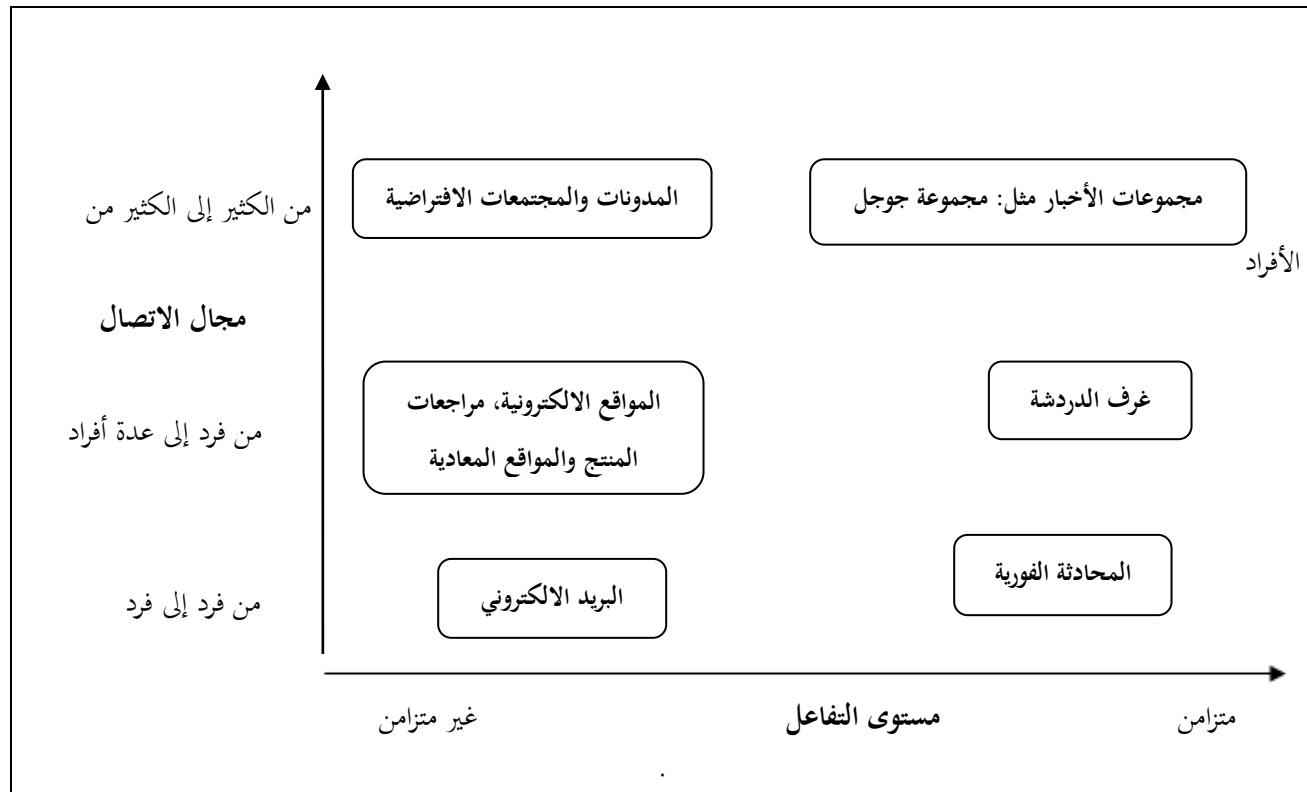 من الكثير إلى الكثير من
المدونات والمجتمعات الافتراضية
مجموعات الأخبار مثل: مجموعة جوجل
الأفراد
مجال الاتصال
من فرد إلى عدة أفراد
المواقع الالكترونية، مراجعات
المنتج والمواقع المعادية
غرف الدردشة
من فرد إلى فرد
البريد الالكتروني
المحادثة الفورية
متزامن
مستوى التفاعل
غير متزامن
.